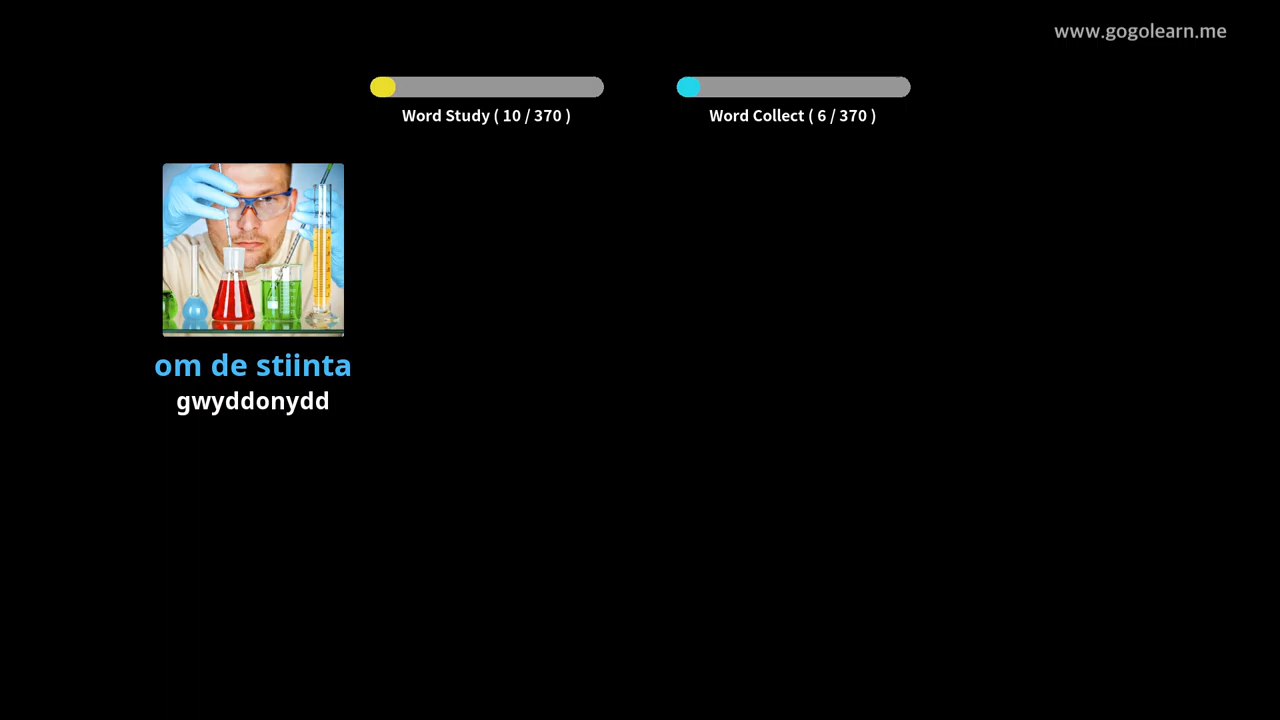 www.gogolearn.me
Word Study ( 10 / 370 )
Word Collect ( 6 / 370 )
om de stiinta
gwyddonydd